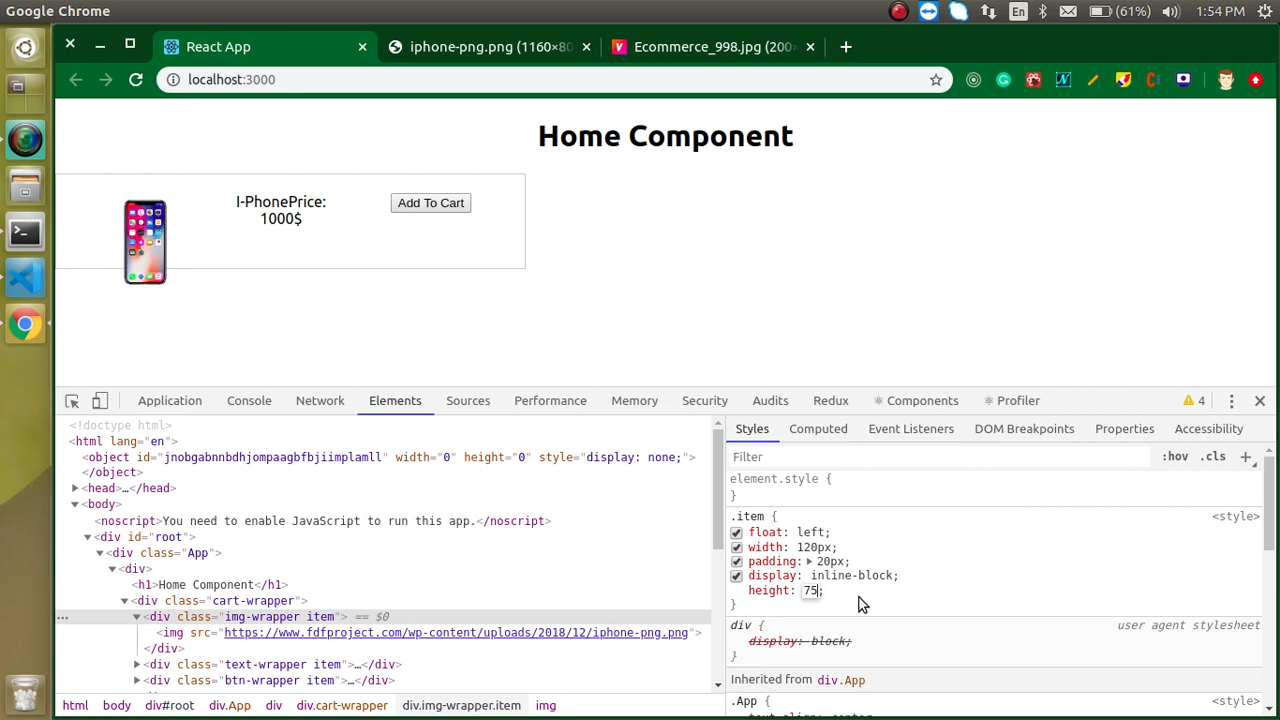 Google Chrome
En
(61%)
1:54 PM
React App
iphone-png.png (1160×80
Ecommerce_998.jpg (200×
localhost:3000
Home Component
I-PhonePrice:
1000$
Add To Cart
Application
Console
Network
Elements
Sources
Performance
Memory
Security
Audits
Redux
Components
Profiler
4
<!doctype html>
<html lang="en">
<object id="jnobgabnnbdhjompaagbfbjiimplamll" width="0" height="0" style="display: none;">
</object>
<head>…</head>
<body>
<noscript>You need to enable JavaScript to run this app.</noscript>
<div id="root">
<div class="App">
<div>
<h1>Home Component</h1>
<div class="cart-wrapper">
<div class="img-wrapper item"> == $0
<img src="https://www.fdfproject.com/wp-content/uploads/2018/12/iphone-png.png">
</div>
<div class="text-wrapper item">…</div>
<div class="btn-wrapper item">…</div>
html
body
div#root
div.App
div
div.cart-wrapper
div.img-wrapper.item
img
Styles
Computed
Event Listeners
DOM Breakpoints
Properties
Accessibility
Filter
:hov
.cls
+
element.style {
}
.item {
<style>
float: left;
width: 120px;
padding: 20px;
display: inline-block;
height: 75;
}
div {
user agent stylesheet
display: block;
}
Inherited from div.App
.App {
<style>
text-align: center